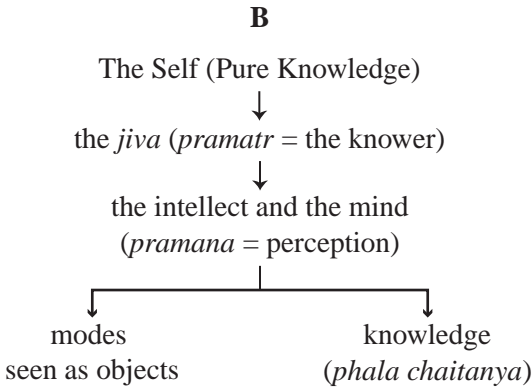 B
The Self (Pure Knowledge)
the jiva (pramatr = the knower)
the intellect and the mind
(pramana = perception)
modes
seen as objects
knowledge
(phala chaitanya)